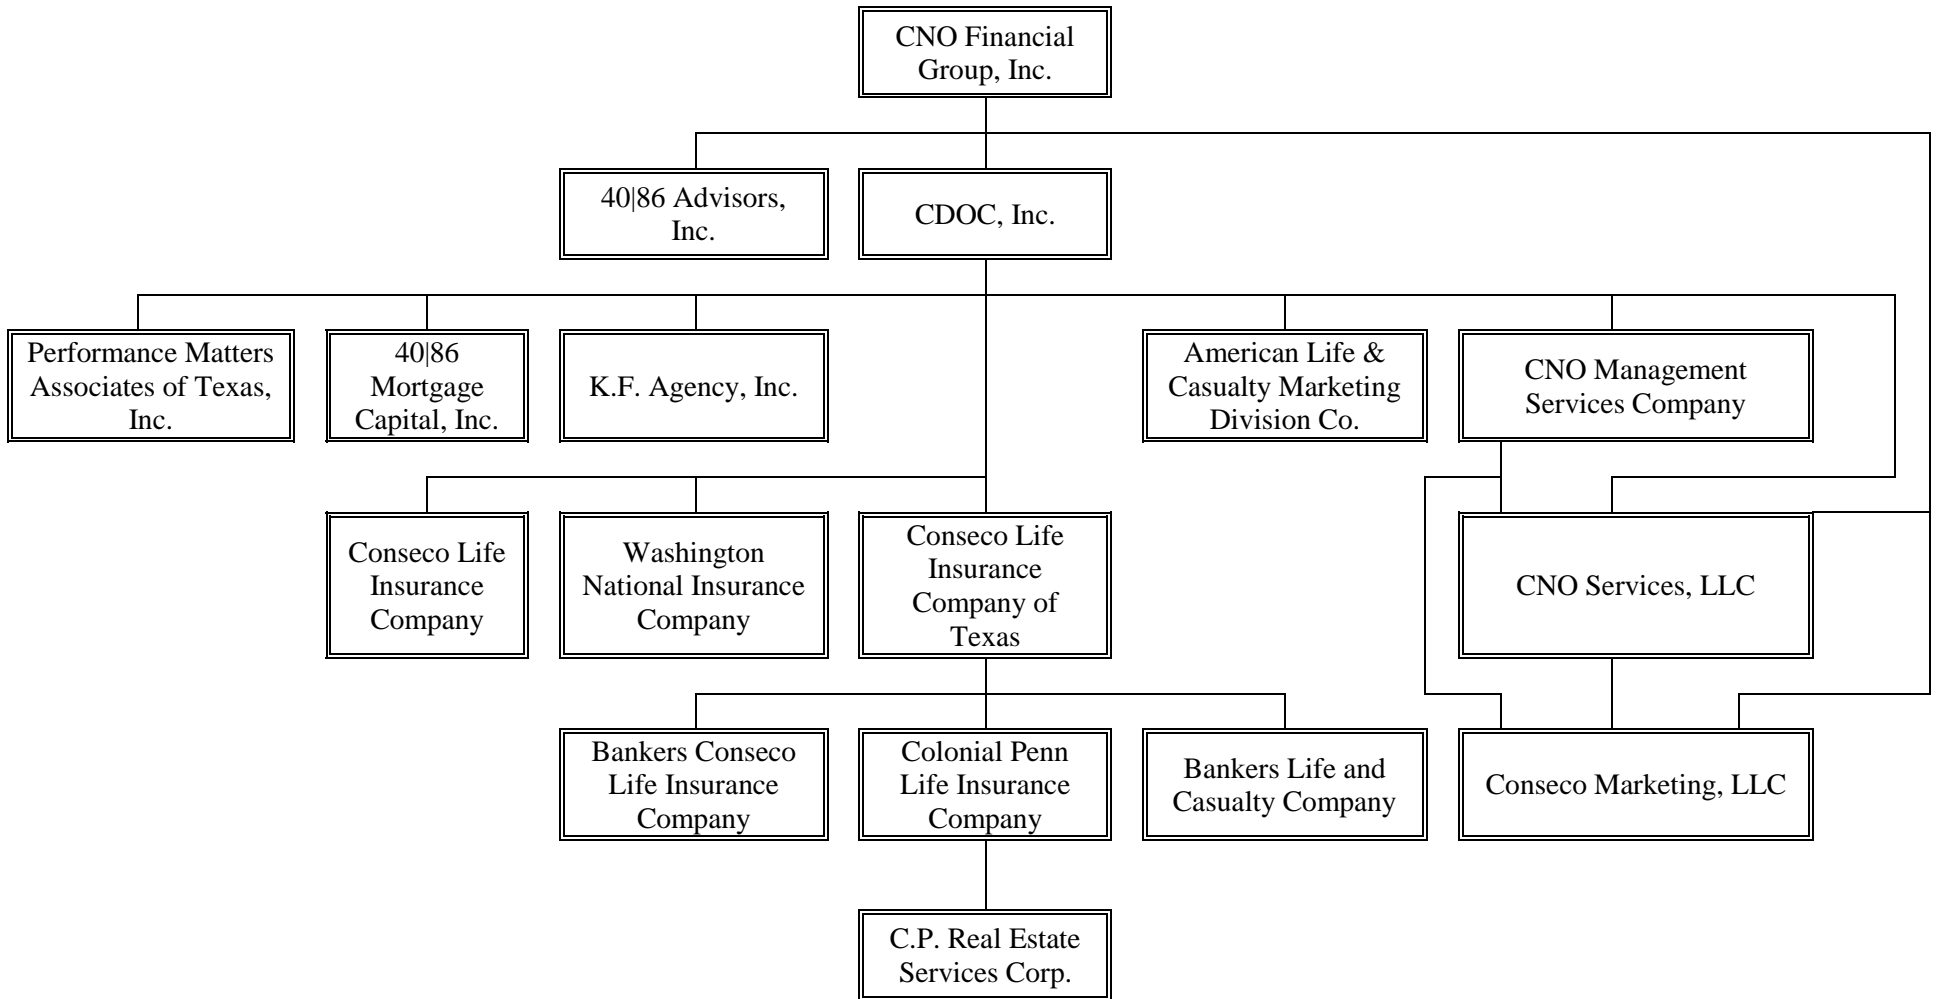 CNO Financial
Group, Inc.
40|86 Advisors,
Inc.
CDOC, Inc.
Performance Matters
Associates of Texas,
Inc.
40|86
Mortgage
Capital, Inc.
K.F. Agency, Inc.
American Life &
Casualty Marketing
Division Co.
CNO Management
Services Company
Conseco Life
Insurance
Company
Washington
National Insurance
Company
Conseco Life
Insurance
Company of
Texas
CNO Services, LLC
Bankers Conseco
Life Insurance
Company
Colonial Penn
Life Insurance
Company
Bankers Life and
Casualty Company
Conseco Marketing, LLC
C.P. Real Estate
Services Corp.